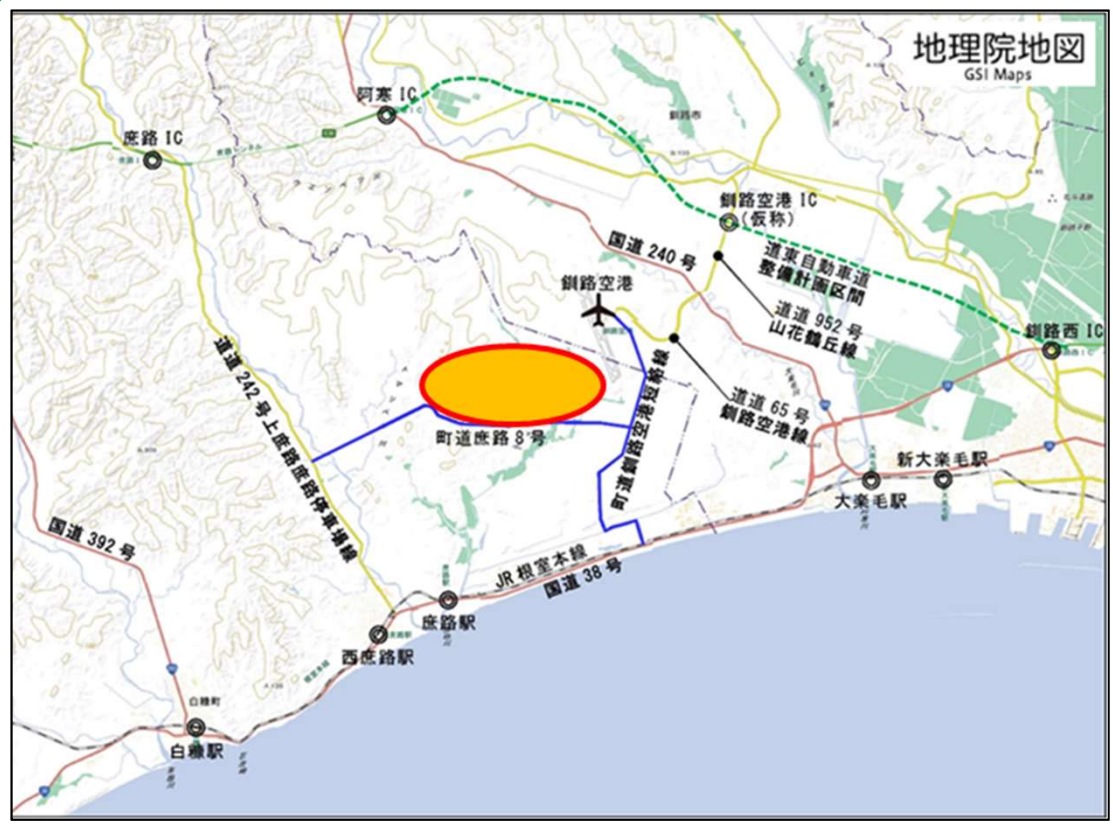 地理院地図
GSI Maps
阿寒 IC
庶路 IC
釧路市
釧路空港 IC
(仮称)
国道 240 号
道東自動車道
整備計画区間
釧路空港
道道 952 号
山花鶴丘線
釧路西 IC
道道 242 号上庶路庶路停車場線
町道釧路空港短絡線
道道 65 号
釧路空港線
町道庶路 8 号
新大楽毛駅
大楽毛駅
国道 392 号
JR 根室本線
国道 38 号
庶路駅
西庶路駅
白糠町
白糠駅